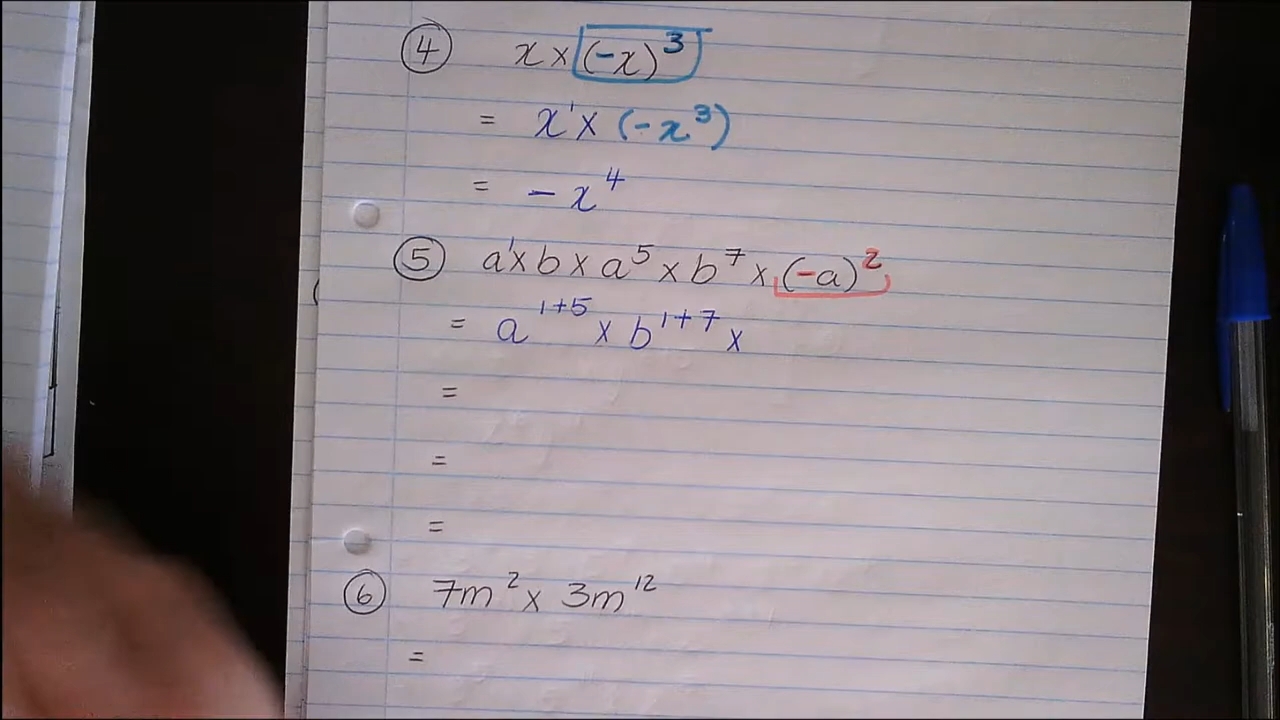 ④ x × (-x)³
= x¹ × (-x³)
= -x⁴
⑤ a¹ × b × a⁵ × b⁷ × (-a)²
= a¹⁺⁵ × b¹⁺⁷ ×
=
=
=
⑥ 7m² × 3m¹²
=